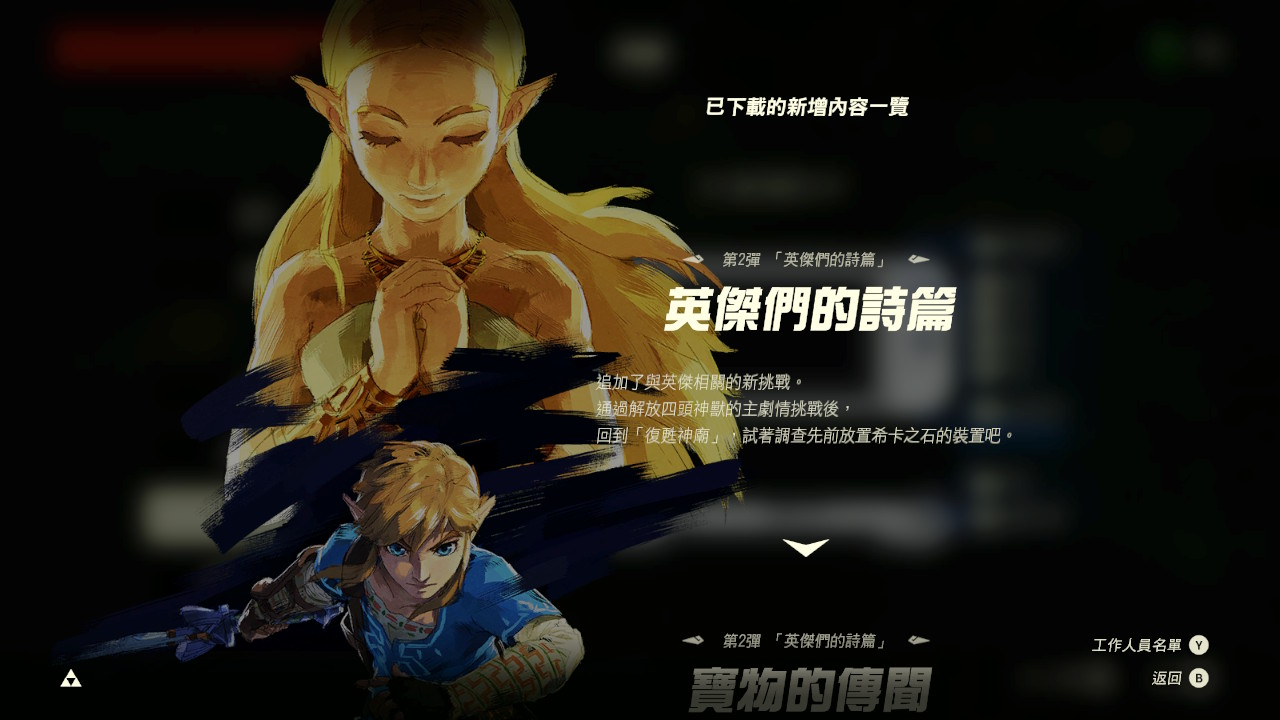 已下載的新增內容一覽
第2彈 「英傑們的詩篇」
英傑們的詩篇
追加了與英傑相關的新挑戰。
通過解放四頭神獸的主劇情挑戰後，
回到「復甦神廟」，試著調查先前放置希卡之石的裝置吧。
第2彈 「英傑們的詩篇」
寶物的傳聞
工作人員名單 Y
返回 B